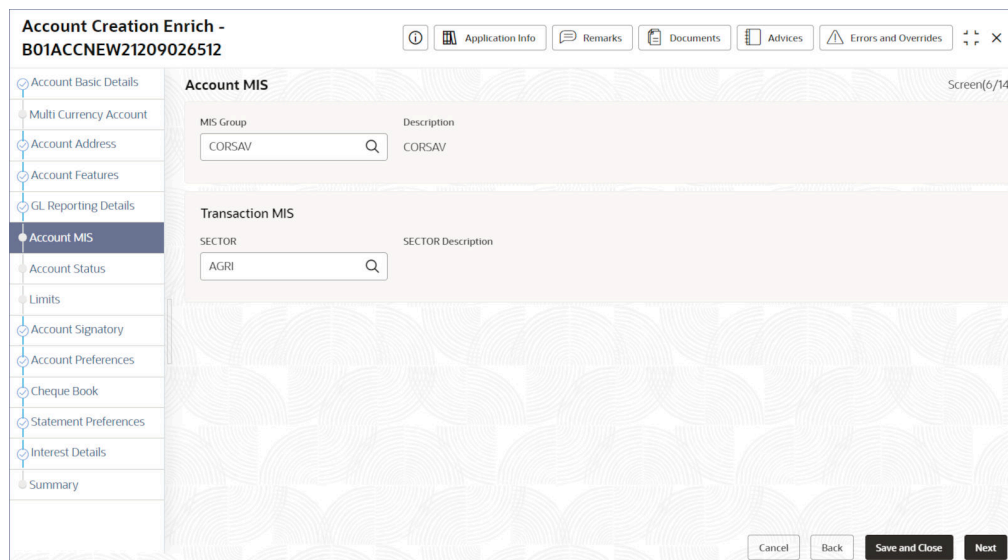 Account Creation Enrich -
B01ACCNEW21209026512
Application Info
Remarks
Documents
Advices
Errors and Overrides
Account Basic Details
Multi Currency Account
Account Address
Account Features
GL Reporting Details
Account MIS
Account Status
Limits
Account Signatory
Account Preferences
Cheque Book
Statement Preferences
Interest Details
Summary
Account MIS
Screen(6/14
MIS Group
Description
CORSAV
CORSAV
Transaction MIS
SECTOR
SECTOR Description
AGRI
Cancel
Back
Save and Close
Next